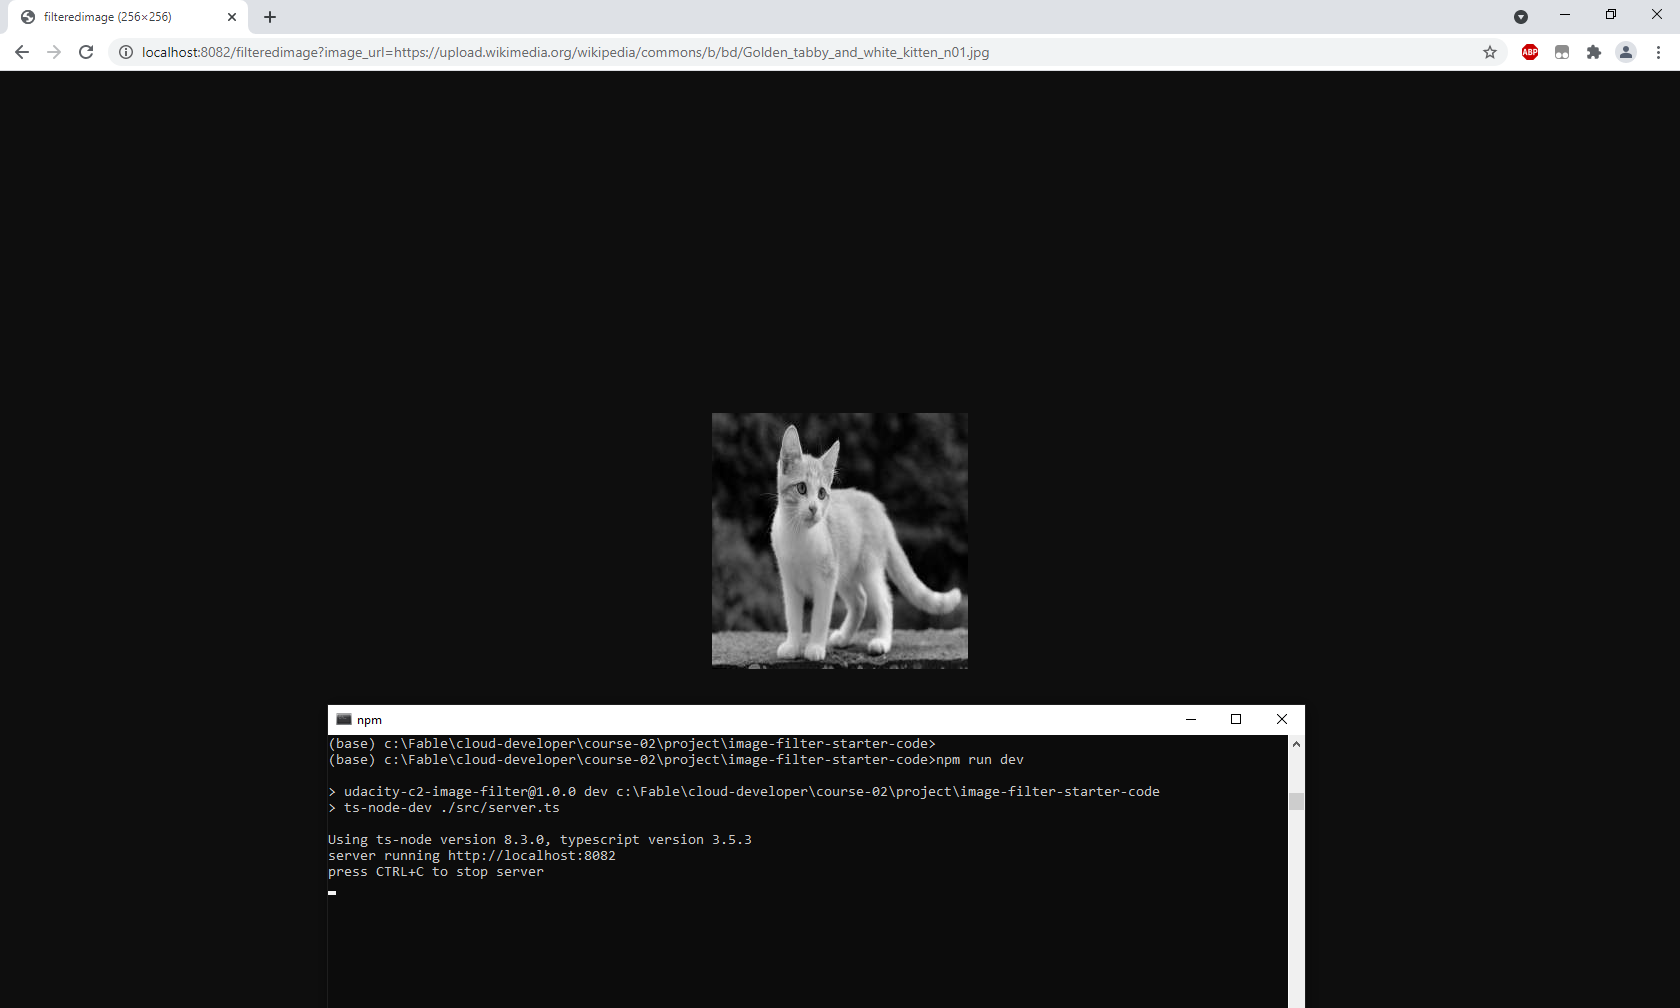 filteredimage (256×256)
localhost:8082/filteredimage?image_url=https://upload.wikimedia.org/wikipedia/commons/b/bd/Golden_tabby_and_white_kitten_n01.jpg
ABP
npm
(base) c:\Fable\cloud-developer\course-02\project\image-filter-starter-code>
(base) c:\Fable\cloud-developer\course-02\project\image-filter-starter-code>npm run dev
> udacity-c2-image-filter@1.0.0 dev c:\Fable\cloud-developer\course-02\project\image-filter-starter-code
> ts-node-dev ./src/server.ts
Using ts-node version 8.3.0, typescript version 3.5.3
server running http://localhost:8082
press CTRL+C to stop server